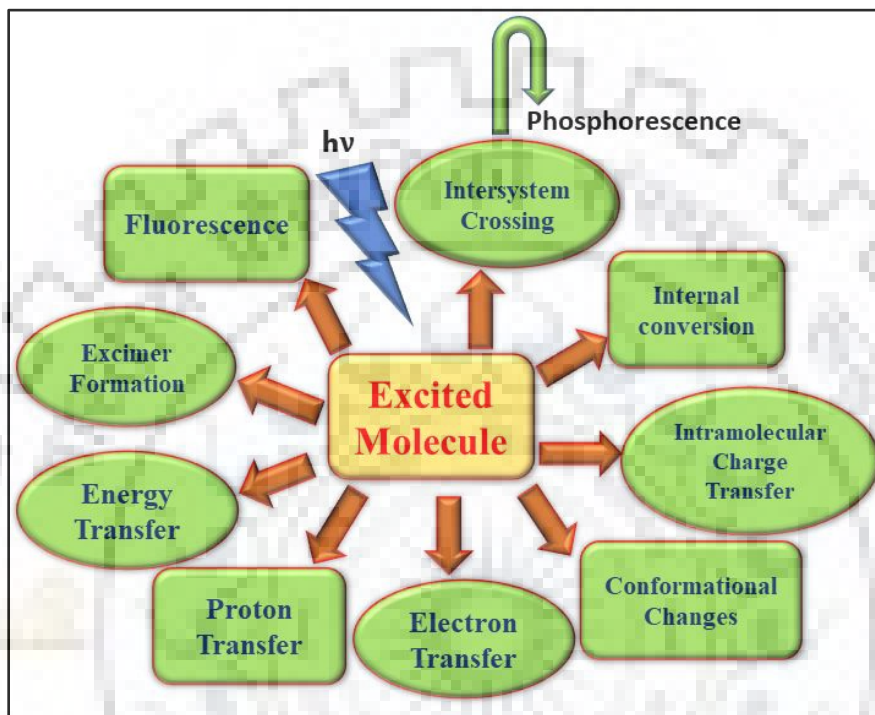 hν
Phosphorescence
Fluorescence
Intersystem
Crossing
Internal
conversion
Excimer
Formation
Excited
Molecule
Intramolecular
Charge
Transfer
Energy
Transfer
Proton
Transfer
Electron
Transfer
Conformational
Changes